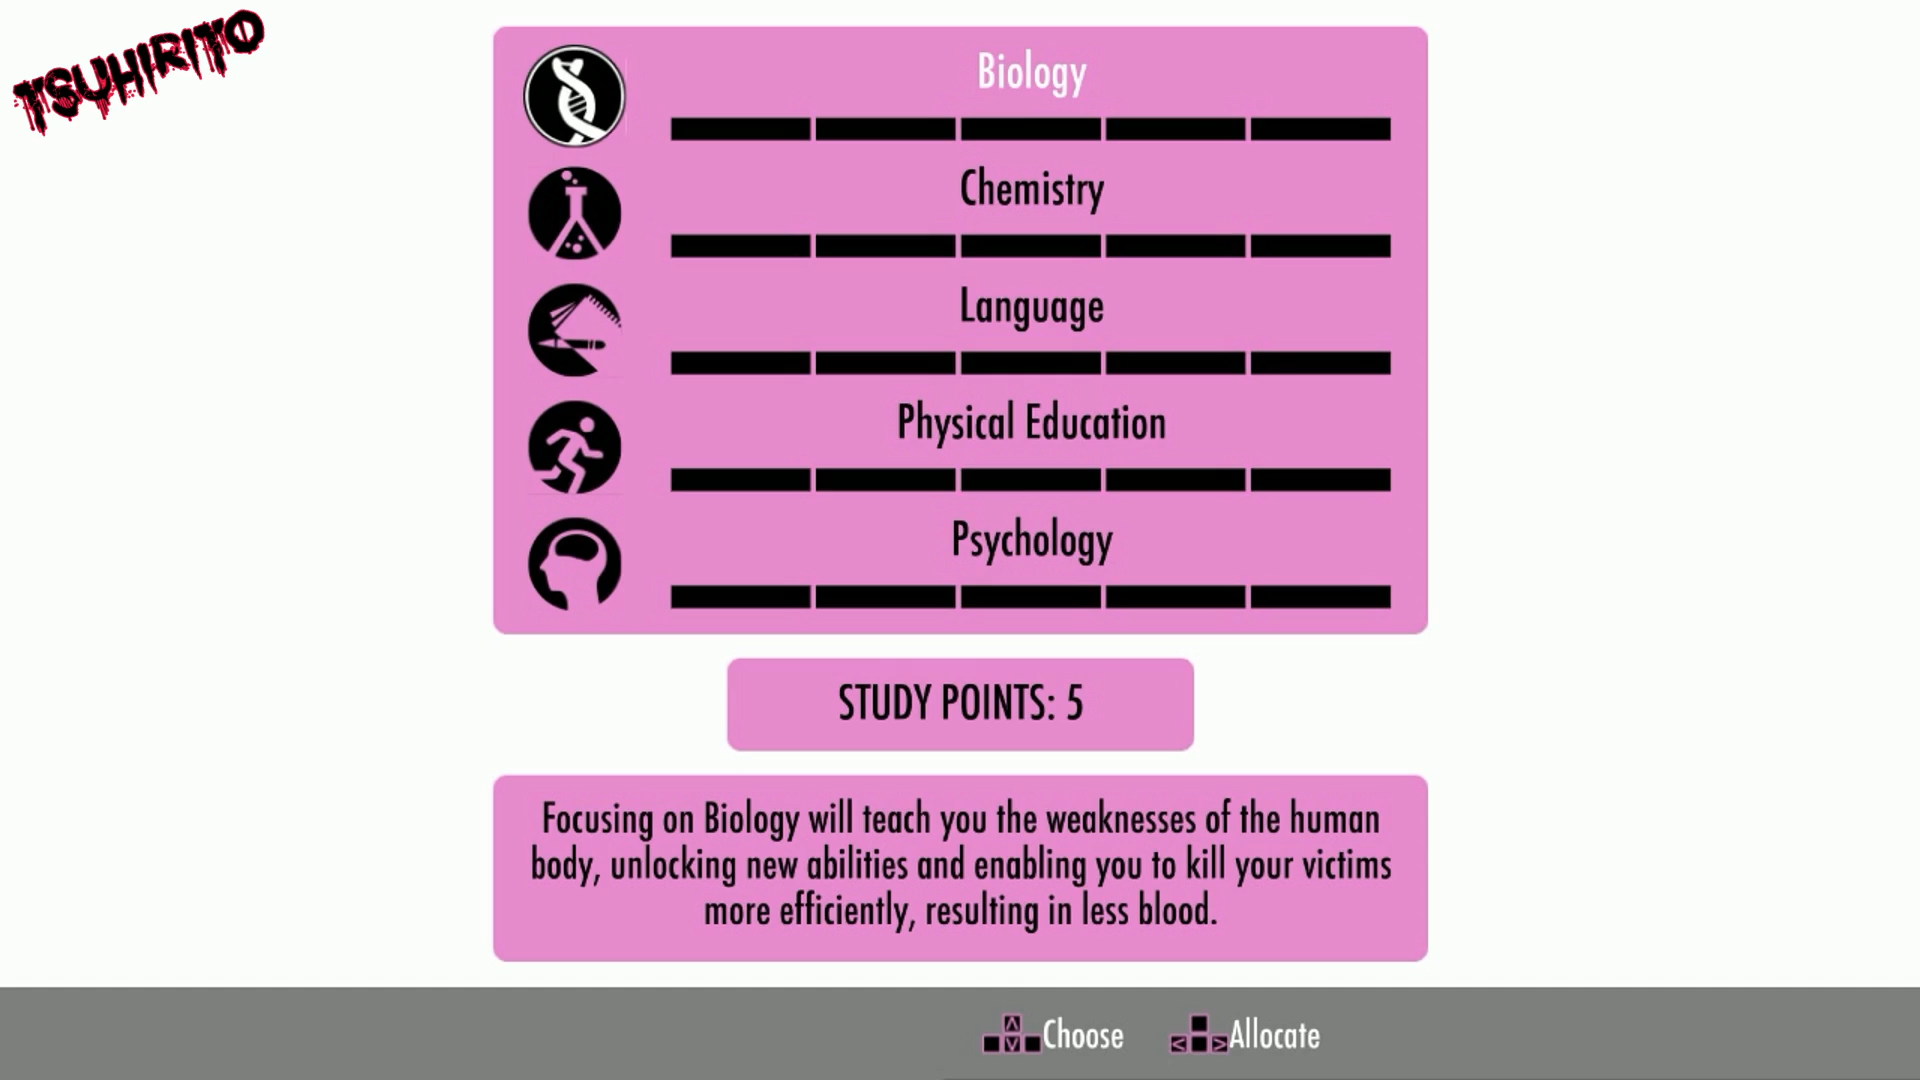 TSUHIRITO
Biology
Chemistry
Language
Physical Education
Psychology
STUDY POINTS: 5
Focusing on Biology will teach you the weaknesses of the human
body, unlocking new abilities and enabling you to kill your victims
more efficiently, resulting in less blood.
Choose
Allocate